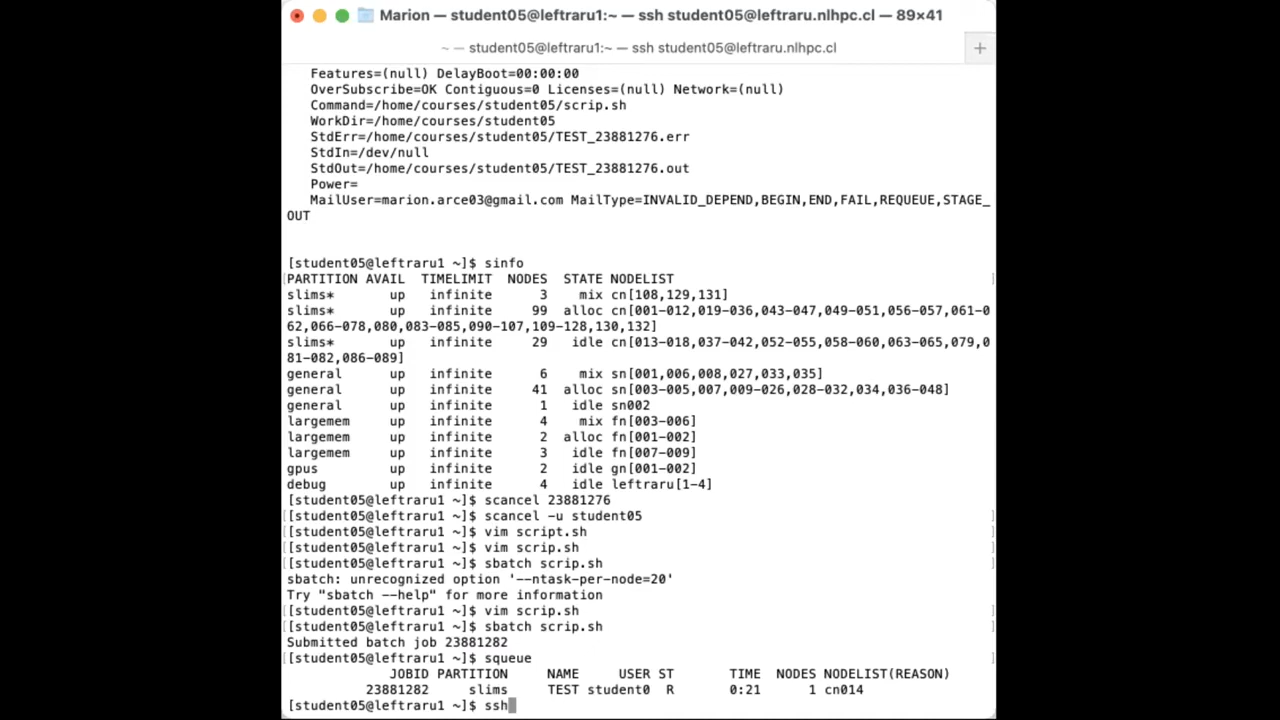 Marion — student05@leftraru1:~ — ssh student05@leftraru.nlhpc.cl — 89×41
~ — student05@leftraru1:~ — ssh student05@leftraru.nlhpc.cl
+
Features=(null) DelayBoot=00:00:00
OverSubscribe=OK Contiguous=0 Licenses=(null) Network=(null)
Command=/home/courses/student05/scrip.sh
WorkDir=/home/courses/student05
StdErr=/home/courses/student05/TEST_23881276.err
StdIn=/dev/null
StdOut=/home/courses/student05/TEST_23881276.out
Power=
MailUser=marion.arce03@gmail.com MailType=INVALID_DEPEND,BEGIN,END,FAIL,REQUEUE,STAGE_
OUT
[student05@leftraru1 ~]$ sinfo
PARTITION AVAIL  TIMELIMIT  NODES  STATE NODELIST
slims*       up   infinite      3    mix cn[108,129,131]
slims*       up   infinite     99  alloc cn[001-012,019-036,043-047,049-051,056-057,061-0
62,066-078,080,083-085,090-107,109-128,130,132]
slims*       up   infinite     29   idle cn[013-018,037-042,052-055,058-060,063-065,079,0
81-082,086-089]
general      up   infinite      6    mix sn[001,006,008,027,033,035]
general      up   infinite     41  alloc sn[003-005,007,009-026,028-032,034,036-048]
general      up   infinite      1   idle sn002
largemem     up   infinite      4    mix fn[003-006]
largemem     up   infinite      2  alloc fn[001-002]
largemem     up   infinite      3   idle fn[007-009]
gpus         up   infinite      2   idle gn[001-002]
debug        up   infinite      4   idle leftraru[1-4]
[student05@leftraru1 ~]$ scancel 23881276
[student05@leftraru1 ~]$ scancel -u student05
[student05@leftraru1 ~]$ vim script.sh
[student05@leftraru1 ~]$ vim scrip.sh
[student05@leftraru1 ~]$ sbatch scrip.sh
sbatch: unrecognized option '--ntask-per-node=20'
Try "sbatch --help" for more information
[student05@leftraru1 ~]$ vim scrip.sh
[student05@leftraru1 ~]$ sbatch scrip.sh
Submitted batch job 23881282
[student05@leftraru1 ~]$ squeue
JOBID PARTITION     NAME     USER ST       TIME  NODES NODELIST(REASON)
23881282     slims     TEST student0  R       0:21      1 cn014
[student05@leftraru1 ~]$ ssh